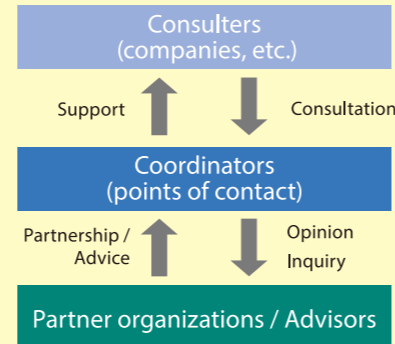 Consulters
(companies, etc.)
Support
Consultation
Coordinators
(points of contact)
Partnership /
Advice
Opinion
Inquiry
Partner organizations / Advisors